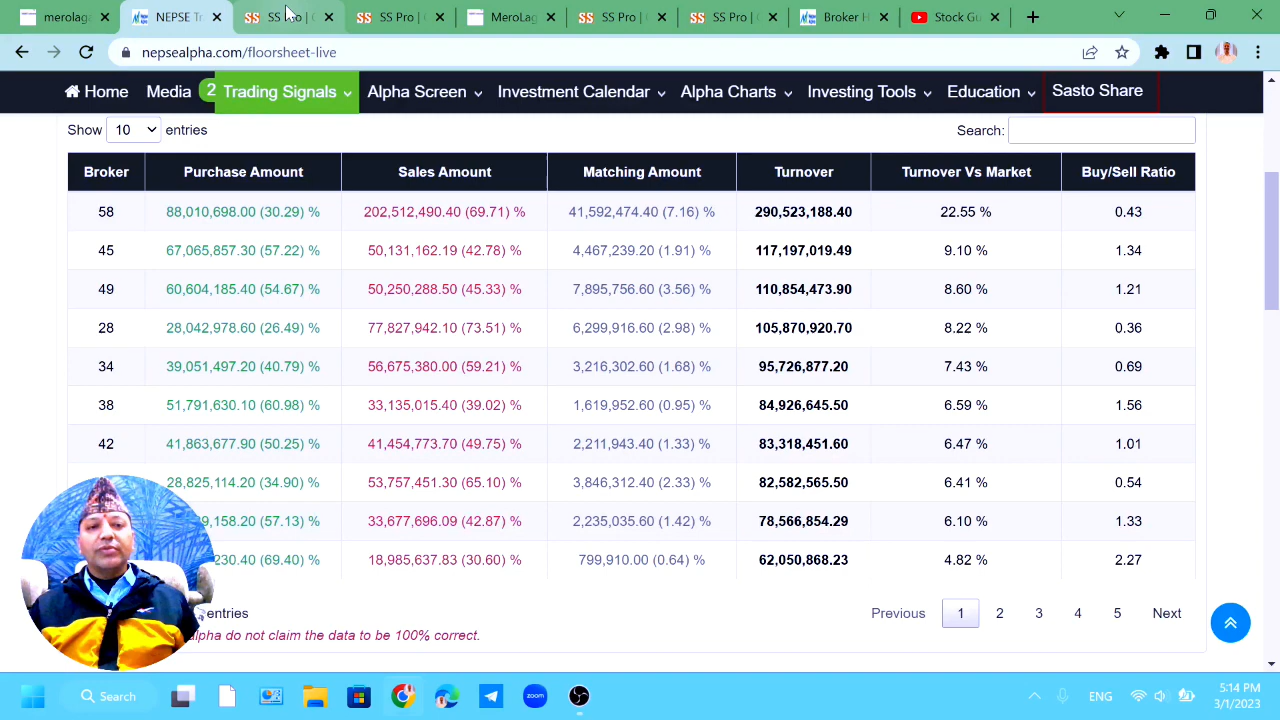 merolag
NEPSE T
SS Pro |
SS Pro | (
MeroLag
SS Pro | (
SS Pro | (
Broker H
Stock Gu
nepsealpha.com/floorsheet-live
Home Media 2 Trading Signals Alpha Screen Investment Calendar Alpha Charts Investing Tools Education Sasto Share
Show 10 entries Search:
Broker Purchase Amount Sales Amount Matching Amount Turnover Turnover Vs Market Buy/Sell Ratio
58 88,010,698.00 (30.29) % 202,512,490.40 (69.71) % 41,592,474.40 (7.16) % 290,523,188.40 22.55 % 0.43
45 67,065,857.30 (57.22) % 50,131,162.19 (42.78) % 4,467,239.20 (1.91) % 117,197,019.49 9.10 % 1.34
49 60,604,185.40 (54.67) % 50,250,288.50 (45.33) % 7,895,756.60 (3.56) % 110,854,473.90 8.60 % 1.21
28 28,042,978.60 (26.49) % 77,827,942.10 (73.51) % 6,299,916.60 (2.98) % 105,870,920.70 8.22 % 0.36
34 39,051,497.20 (40.79) % 56,675,380.00 (59.21) % 3,216,302.60 (1.68) % 95,726,877.20 7.43 % 0.69
38 51,791,630.10 (60.98) % 33,135,015.40 (39.02) % 1,619,952.60 (0.95) % 84,926,645.50 6.59 % 1.56
42 41,863,677.90 (50.25) % 41,454,773.70 (49.75) % 2,211,943.40 (1.33) % 83,318,451.60 6.47 % 1.01
28,825,114.20 (34.90) % 53,757,451.30 (65.10) % 3,846,312.40 (2.33) % 82,582,565.50 6.41 % 0.54
9,158.20 (57.13) % 33,677,696.09 (42.87) % 2,235,035.60 (1.42) % 78,566,854.29 6.10 % 1.33
230.40 (69.40) % 18,985,637.83 (30.60) % 799,910.00 (0.64) % 62,050,868.23 4.82 % 2.27
entries Previous 1 2 3 4 5 Next
alpha do not claim the data to be 100% correct.
Search zoom ENG 5:14 PM
3/1/2023